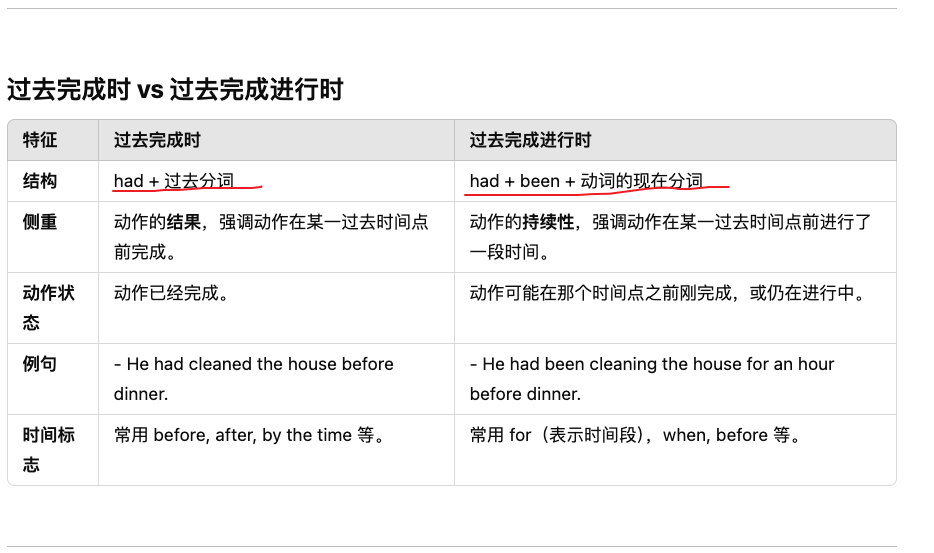 过去完成时 vs 过去完成进行时
特征 过去完成时 过去完成进行时
结构 had + 过去分词 had + been + 动词的现在分词
侧重 动作的结果，强调动作在某一过去时间点 动作的持续性，强调动作在某一过去时间点前进行了
前完成。 一段时间。
动作状 动作已经完成。 动作可能在那个时间点之前刚完成，或仍在进行中。
态
例句 - He had cleaned the house before - He had been cleaning the house for an hour
dinner. before dinner.
时间标 常用 before, after, by the time 等。 常用 for（表示时间段），when, before 等。
志